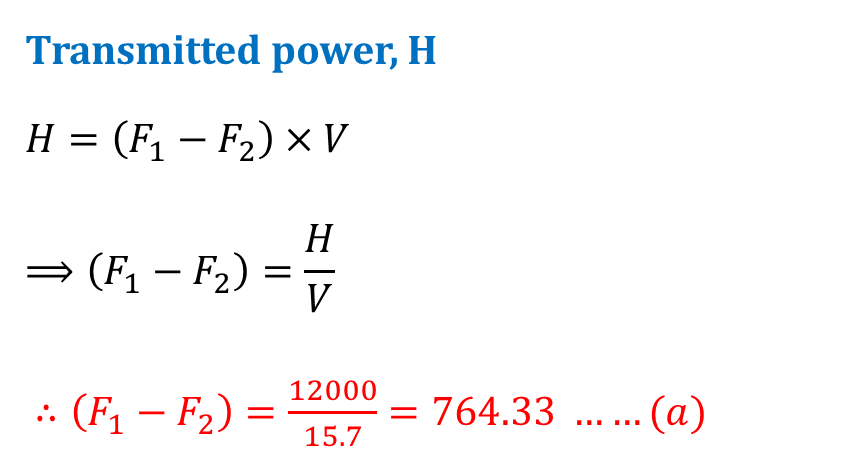 Transmitted power, H
H = (F₁ − F₂) × V
⟹ (F₁ − F₂) = H/V
∴ (F₁ − F₂) = 12000/15.7 = 764.33 … … (a)